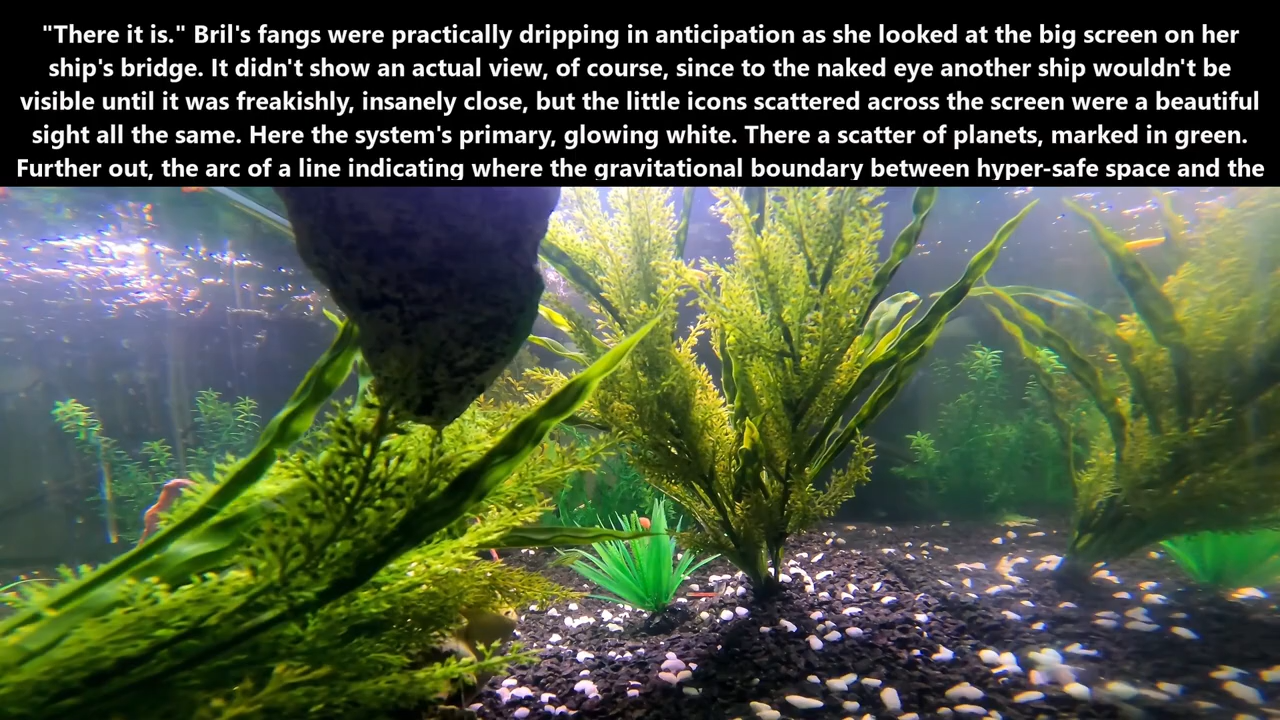 "There it is." Bril's fangs were practically dripping in anticipation as she looked at the big screen on her
ship's bridge. It didn't show an actual view, of course, since to the naked eye another ship wouldn't be
visible until it was freakishly, insanely close, but the little icons scattered across the screen were a beautiful
sight all the same. Here the system's primary, glowing white. There a scatter of planets, marked in green.
Further out, the arc of a line indicating where the gravitational boundary between hyper-safe space and the